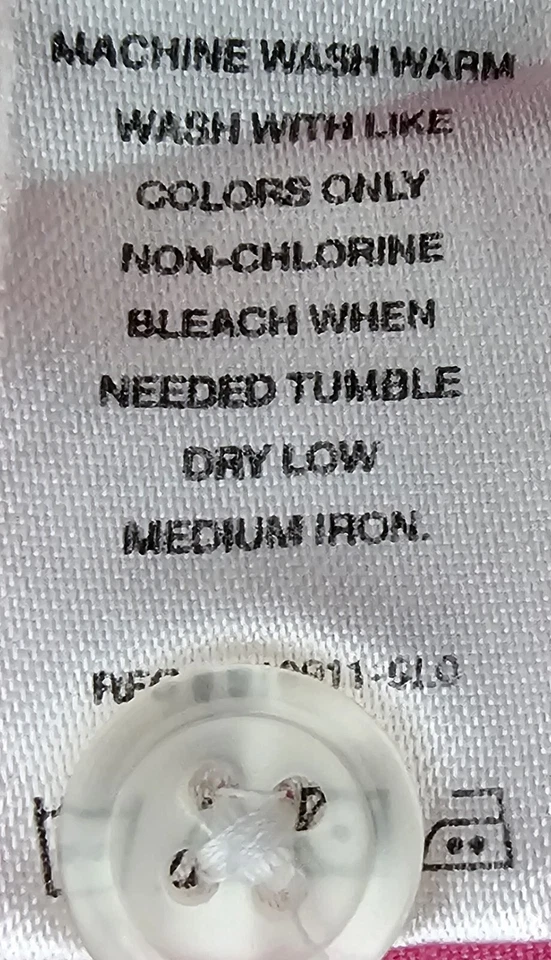 MACHINE WASH WARM
WASH WITH LIKE
COLORS ONLY
NON-CHLORINE
BLEACH WHEN
NEEDED TUMBLE
DRY LOW
MEDIUM IRON.